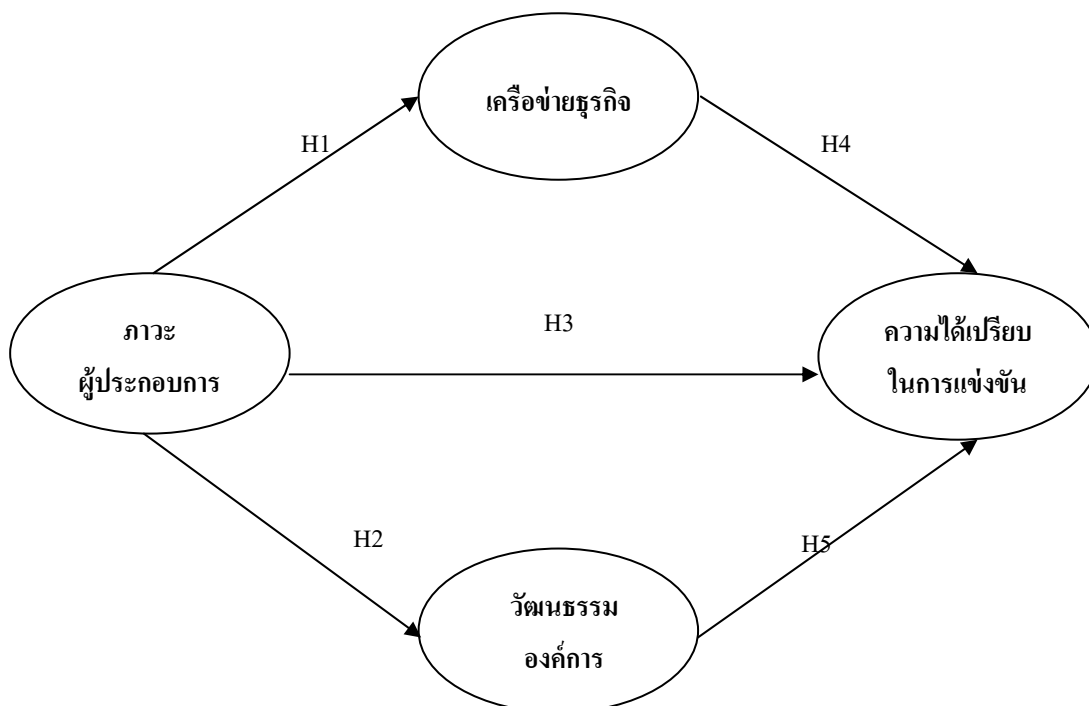 เครือข่ายธุรกิจ
H1
H4
ภาวะ
ผู้ประกอบการ
H3
ความได้เปรียบ
ในการแข่งขัน
H2
H5
วัฒนธรรม
องค์การ